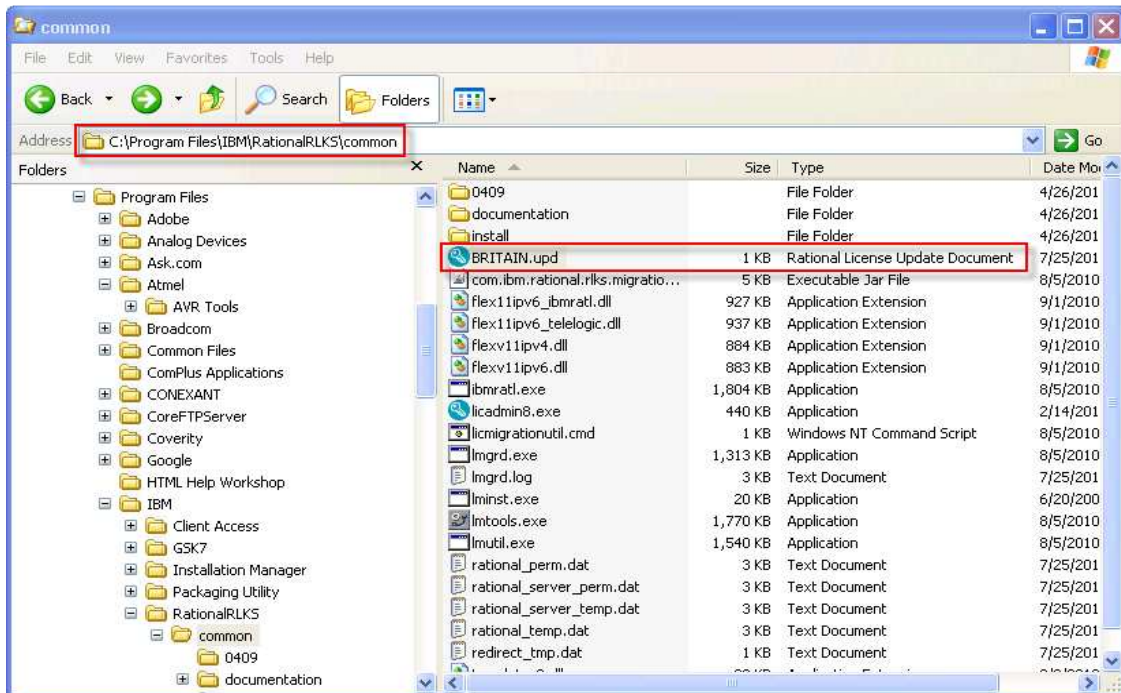 common
File Edit View Favorites Tools Help
Back Search Folders
Address C:\Program Files\IBM\RationalRLKS\common Go
Folders
Program Files
Adobe
Analog Devices
Ask.com
Atmel
AVR Tools
Broadcom
Common Files
ComPlus Applications
CONEXANT
CoreFTPServer
Coverity
Google
HTML Help Workshop
IBM
Client Access
GSK7
Installation Manager
Packaging Utility
RationalRLKS
common
0409
documentation
Name Size Type Date Mo
0409 File Folder 4/26/201
documentation File Folder 4/26/201
install File Folder 4/26/201
BRITAIN.upd 1 KB Rational License Update Document 7/25/201
com.ibm.rational.rlks.migratio... 5 KB Executable Jar File 8/5/2010
flex11ipv6_ibmratl.dll 927 KB Application Extension 9/1/2010
flex11ipv6_telelogic.dll 937 KB Application Extension 9/1/2010
flexv11ipv4.dll 884 KB Application Extension 9/1/2010
flexv11ipv6.dll 883 KB Application Extension 9/1/2010
ibmratl.exe 1,804 KB Application 8/5/2010
licadmin8.exe 440 KB Application 2/14/201
licmigrationutil.cmd 1 KB Windows NT Command Script 8/5/2010
lmgrd.exe 1,313 KB Application 8/5/2010
lmgrd.log 3 KB Text Document 7/25/201
lminst.exe 20 KB Application 6/20/200
lmtools.exe 1,770 KB Application 8/5/2010
lmutil.exe 1,540 KB Application 8/5/2010
rational_perm.dat 3 KB Text Document 7/25/201
rational_server_perm.dat 3 KB Text Document 7/25/201
rational_server_temp.dat 3 KB Text Document 7/25/201
rational_temp.dat 3 KB Text Document 7/25/201
redirect_tmp.dat 1 KB Text Document 7/25/201